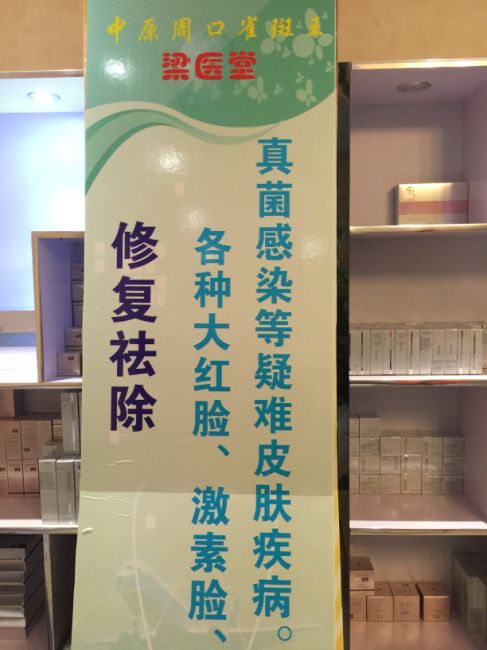 中原周口雀斑王
梁医堂
修复祛除
各种大红脸、激素脸、
真菌感染等疑难皮肤疾病。